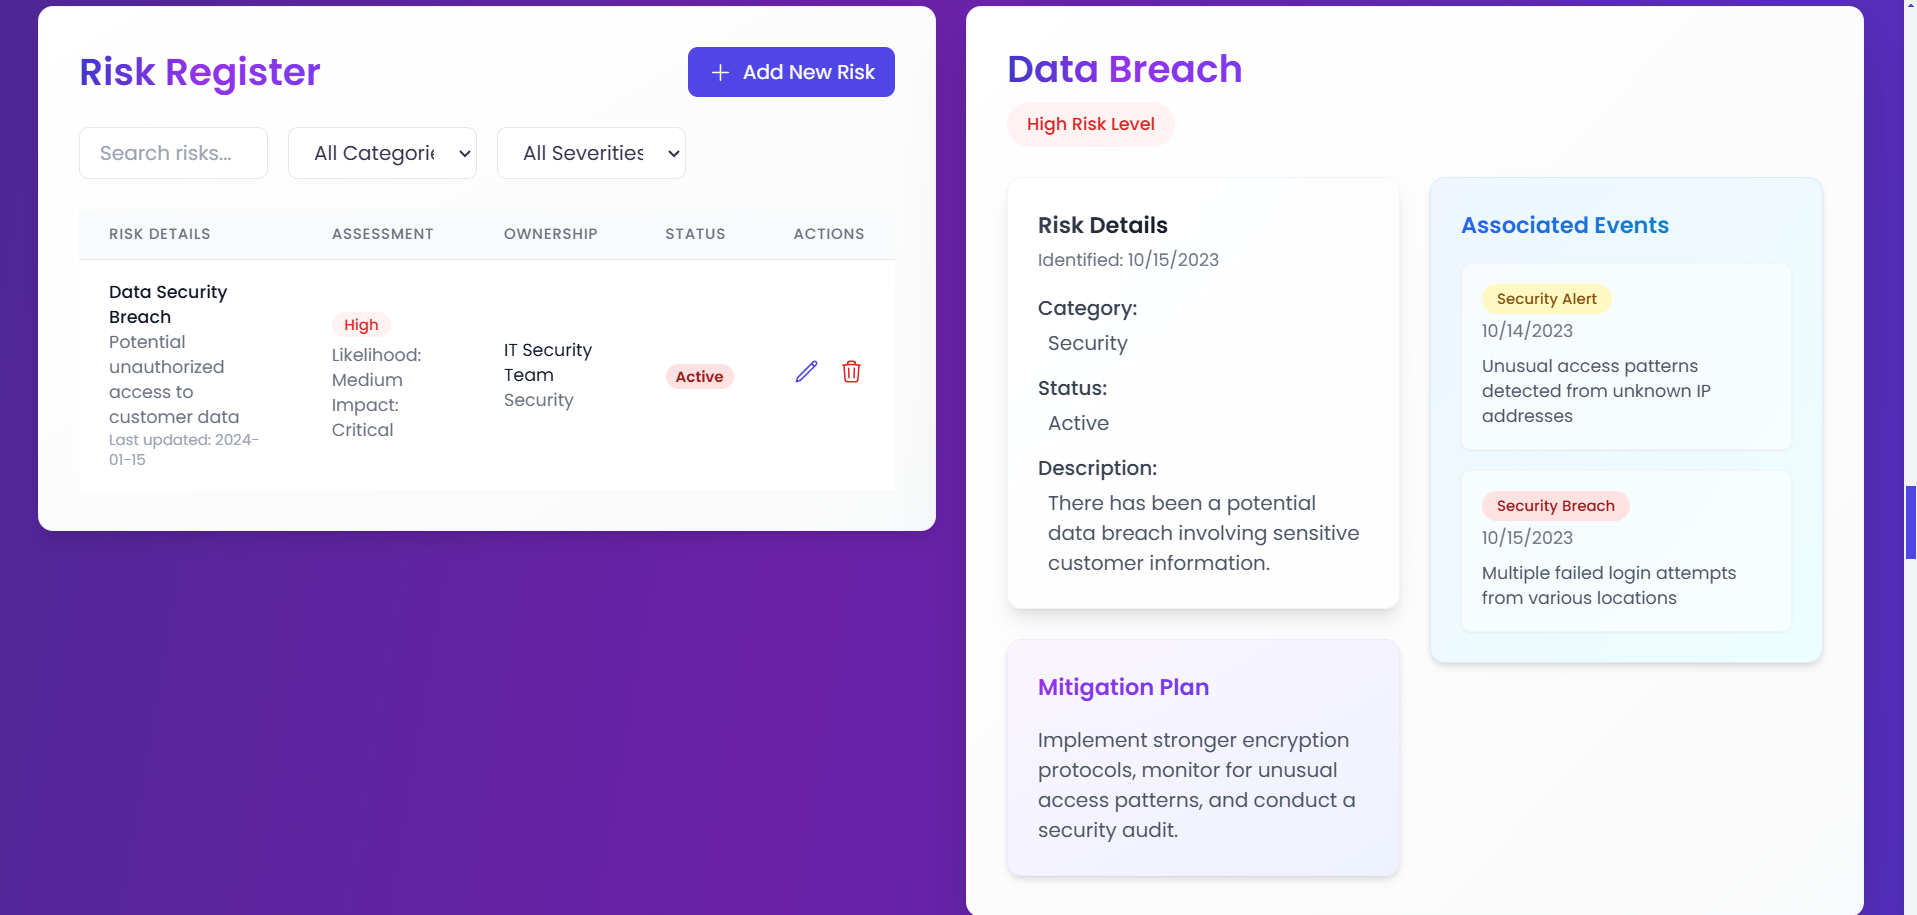 Risk Register
Add New Risk
Search risks...
All Categorie
All Severities
RISK DETAILS
ASSESSMENT
OWNERSHIP
STATUS
ACTIONS
Data Security
Breach
Potential
unauthorized
access to
customer data
Last updated: 2024-
01-15
High
Likelihood:
Medium
Impact:
Critical
IT Security
Team
Security
Active
Data Breach
High Risk Level
Risk Details
Identified: 10/15/2023
Category:
Security
Status:
Active
Description:
There has been a potential
data breach involving sensitive
customer information.
Mitigation Plan
Implement stronger encryption
protocols, monitor for unusual
access patterns, and conduct a
security audit.
Associated Events
Security Alert
10/14/2023
Unusual access patterns
detected from unknown IP
addresses
Security Breach
10/15/2023
Multiple failed login attempts
from various locations